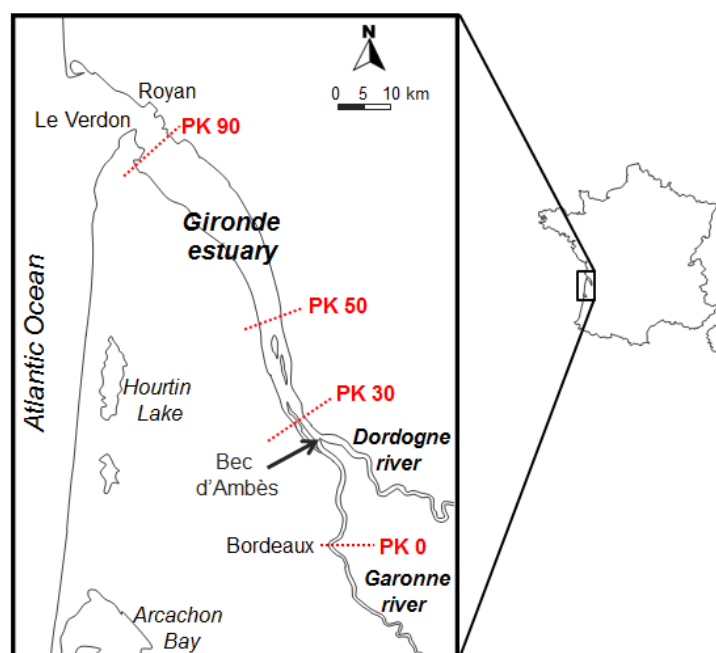 Royan
Le Verdon
PK 90
0 5 10 km
Gironde
estuary
PK 50
Atlantic Ocean
Hourtin
Lake
PK 30
Dordogne
river
Bec
d'Ambès
Bordeaux
PK 0
Garonne
river
Arcachon
Bay